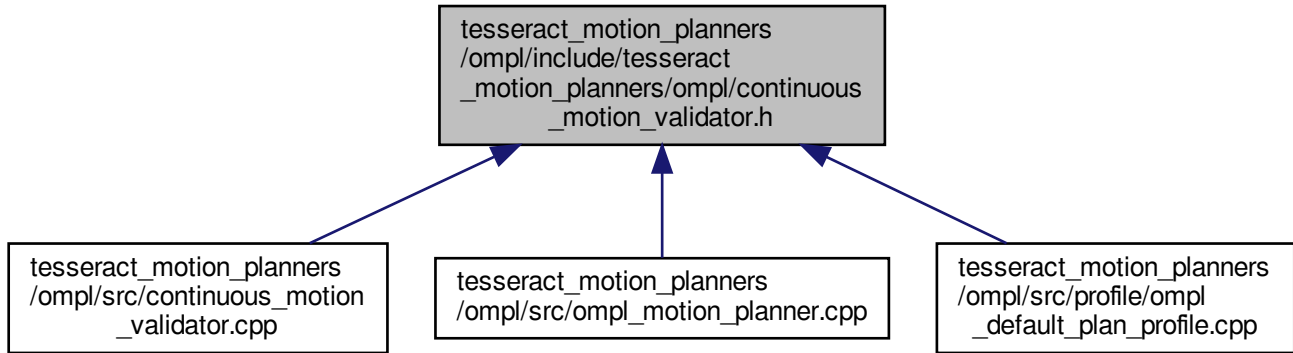 tesseract_motion_planners
/ompl/include/tesseract
_motion_planners/ompl/continuous
_motion_validator.h
tesseract_motion_planners
/ompl/src/continuous_motion
_validator.cpp
tesseract_motion_planners
/ompl/src/ompl_motion_planner.cpp
tesseract_motion_planners
/ompl/src/profile/ompl
_default_plan_profile.cpp